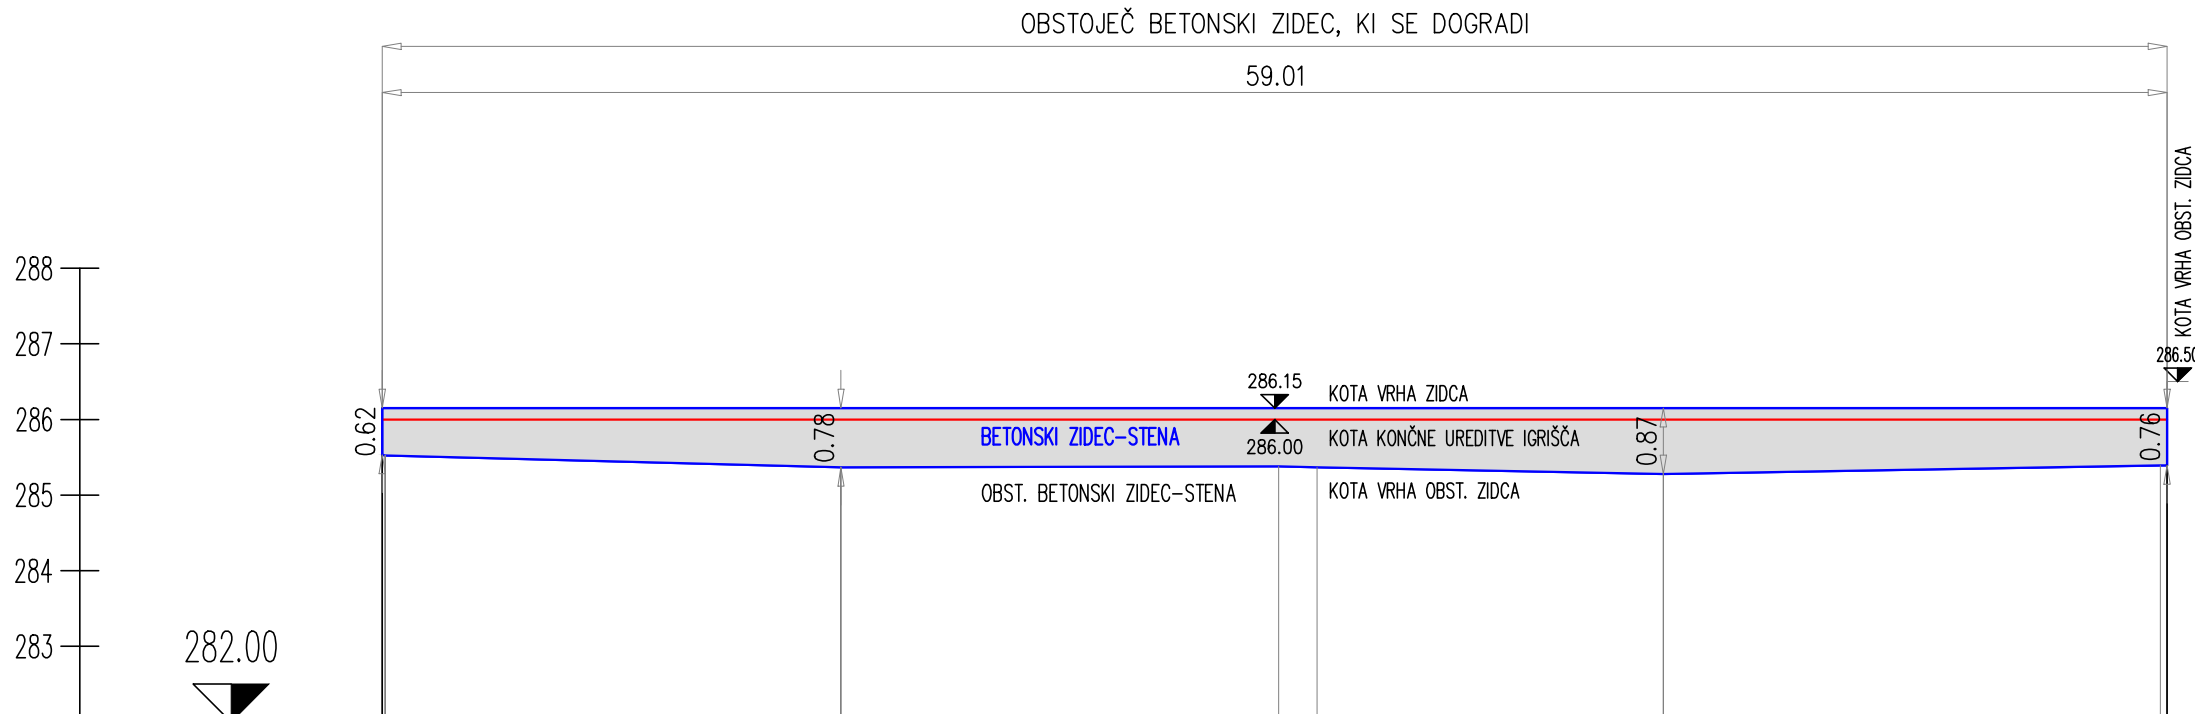 OBSTOJEČ BETONSKI ZIDEC, KI SE DOGRADI
59.01
KOTA VRHA OBST. ZIDCA
286.50
288
287
286
285
284
283
282.00
286.15
KOTA VRHA ZIDCA
0.62
0.78
BETONSKI ZIDEC-STENA
286.00
KOTA KONČNE UREDITVE IGRIŠČA
0.87
0.76
OBST. BETONSKI ZIDEC-STENA
KOTA VRHA OBST. ZIDCA